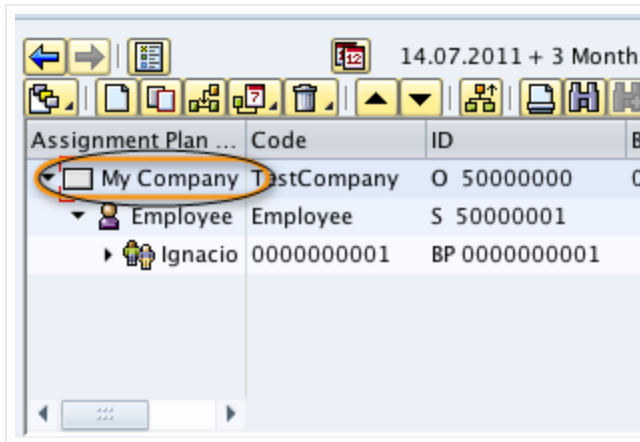 14.07.2011 + 3 Month
Assignment Plan ... Code ID
My Company TestCompany O 50000000
Employee Employee S 50000001
Ignacio 0000000001 BP 0000000001